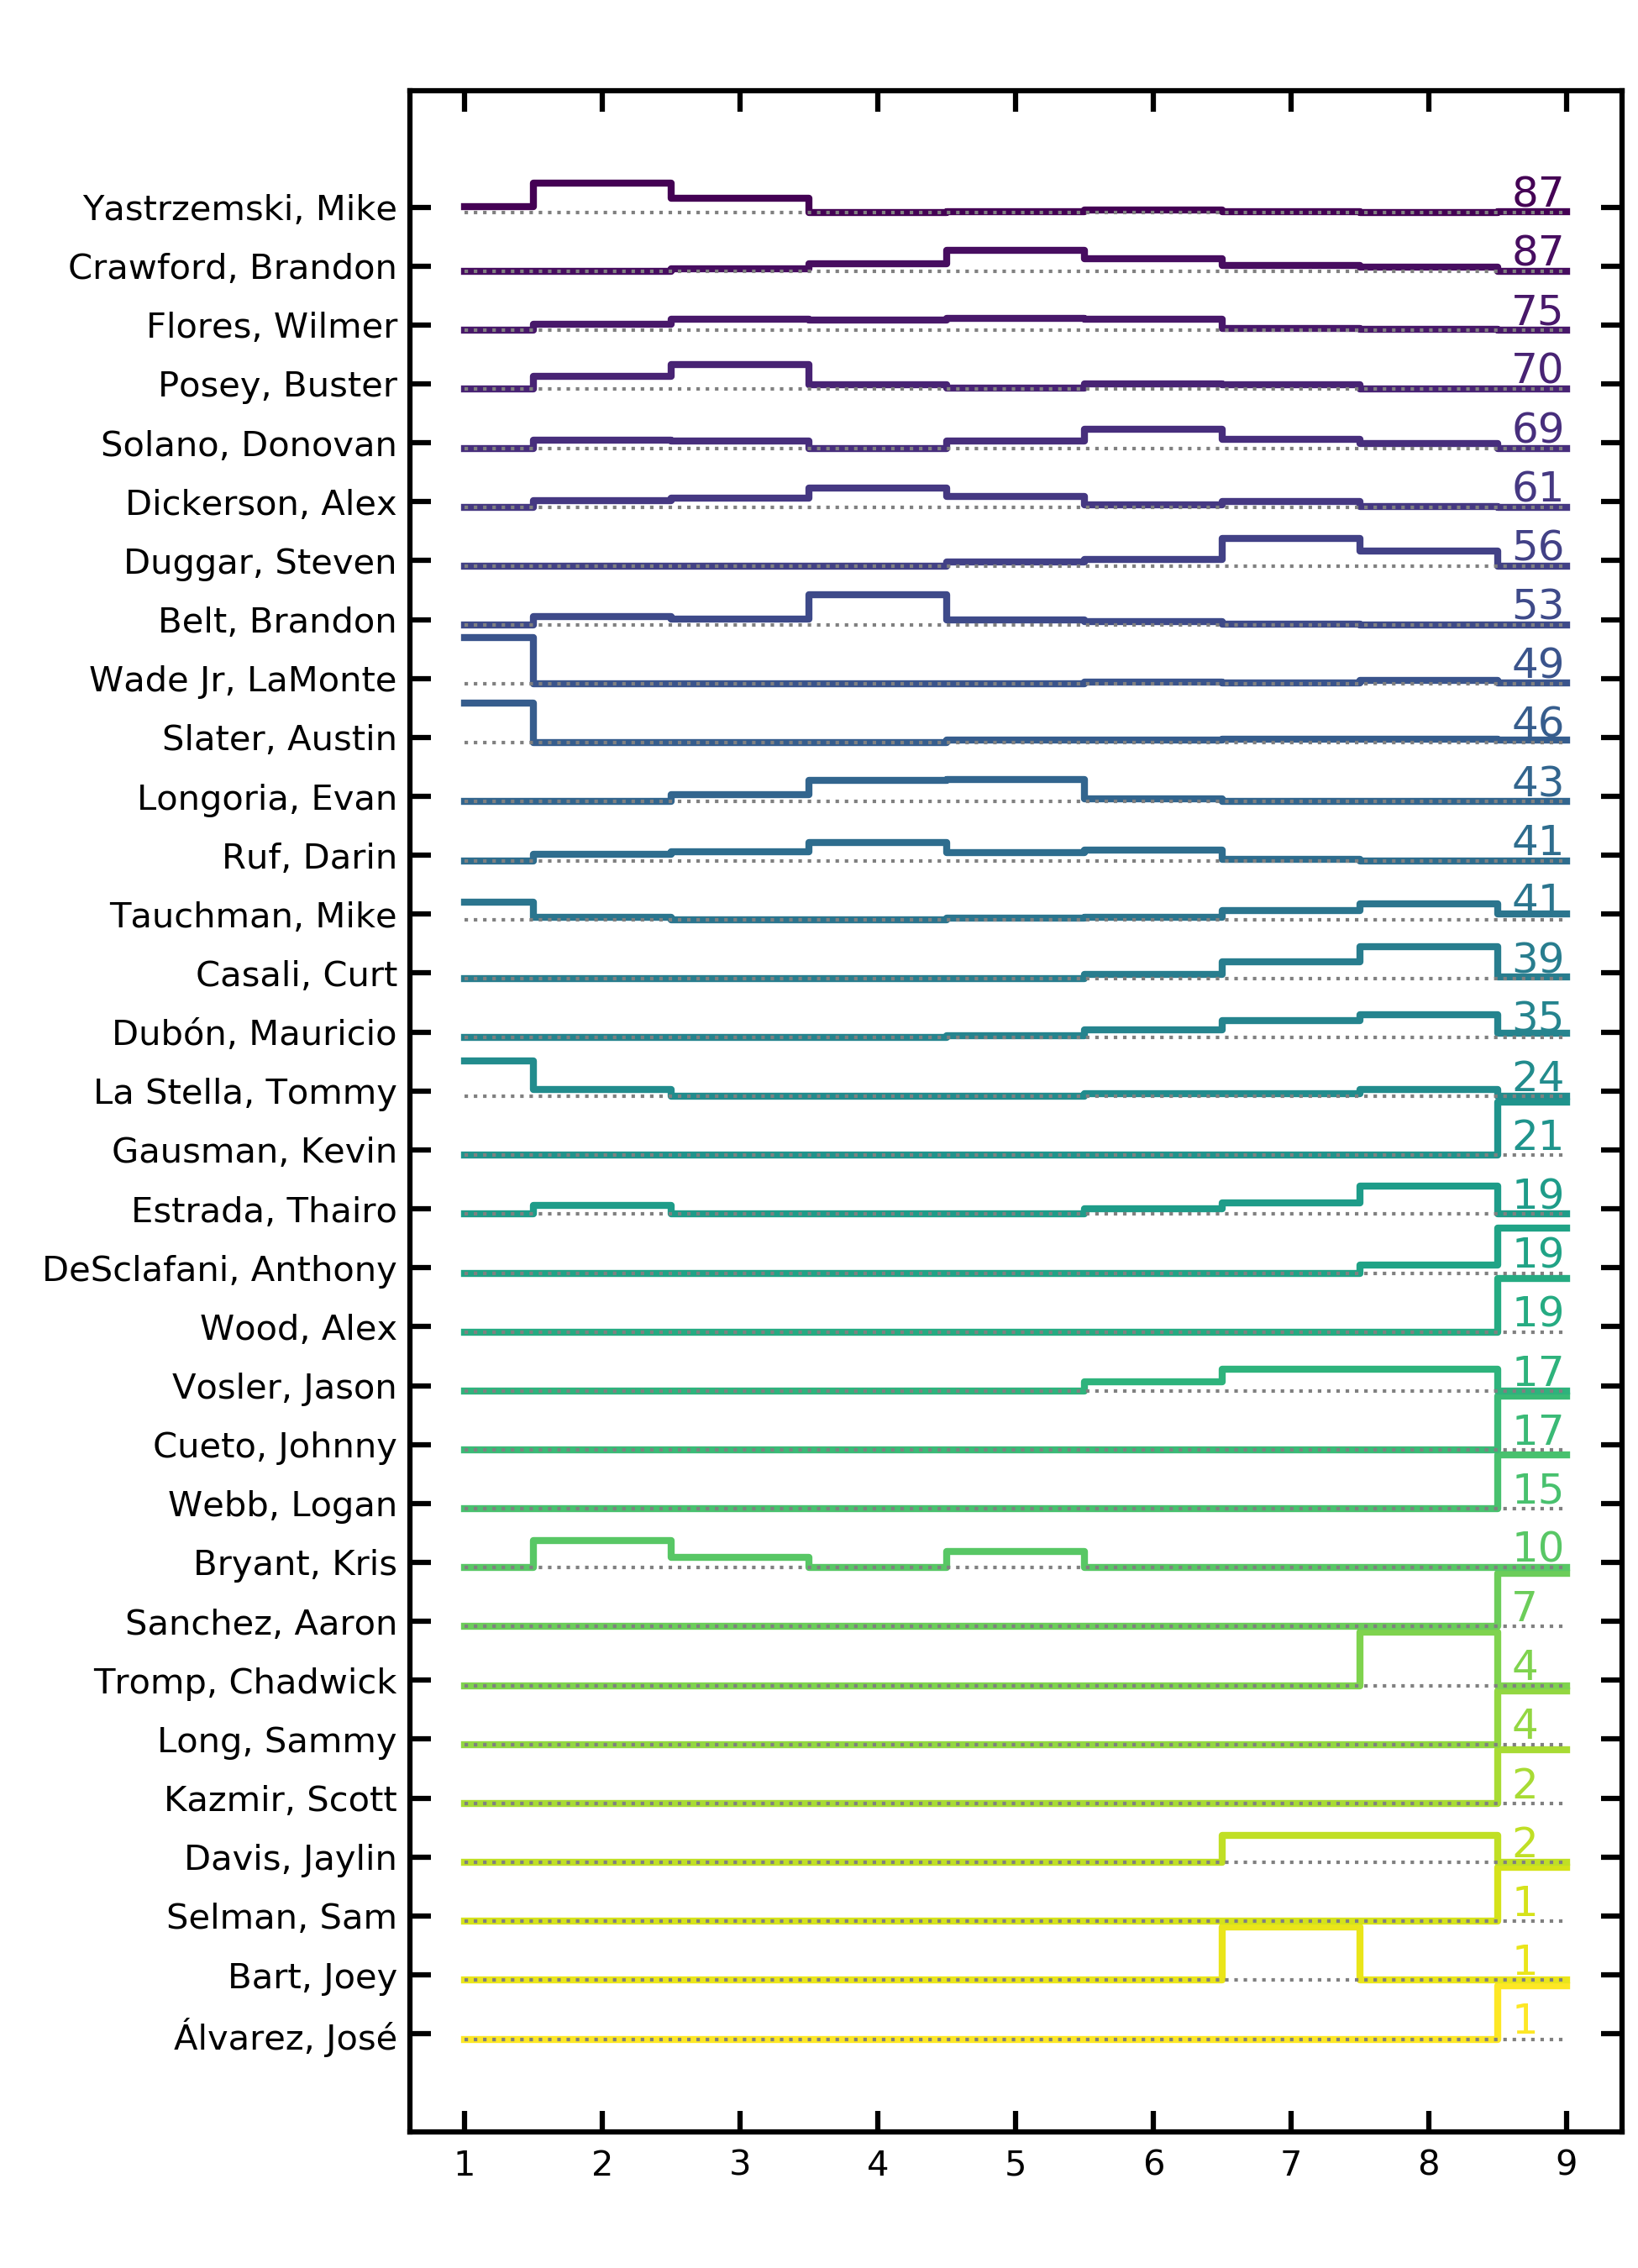 Yastrzemski, Mike 87
Crawford, Brandon 87
Flores, Wilmer 75
Posey, Buster 70
Solano, Donovan 69
Dickerson, Alex 61
Duggar, Steven 56
Belt, Brandon 53
Wade Jr, LaMonte 49
Slater, Austin 46
Longoria, Evan 43
Ruf, Darin 41
Tauchman, Mike 41
Casali, Curt 39
Dubón, Mauricio 35
La Stella, Tommy 24
Gausman, Kevin 21
Estrada, Thairo 19
DeSclafani, Anthony 19
Wood, Alex 19
Vosler, Jason 17
Cueto, Johnny 17
Webb, Logan 15
Bryant, Kris 10
Sanchez, Aaron 7
Tromp, Chadwick 4
Long, Sammy 4
Kazmir, Scott 2
Davis, Jaylin 2
Selman, Sam 1
Bart, Joey 1
Álvarez, José 1
1 2 3 4 5 6 7 8 9